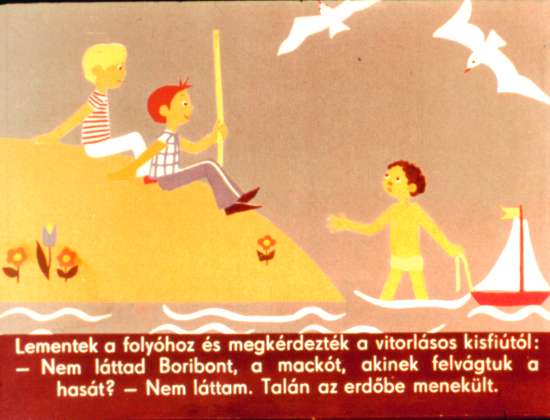 Lementek a folyóhoz és megkérdezték a vitorlásos kisfiútól:
— Nem láttad Boribont, a mackót, akinek felvágtuk a
hasát? — Nem láttam. Talán az erdőbe menekült.